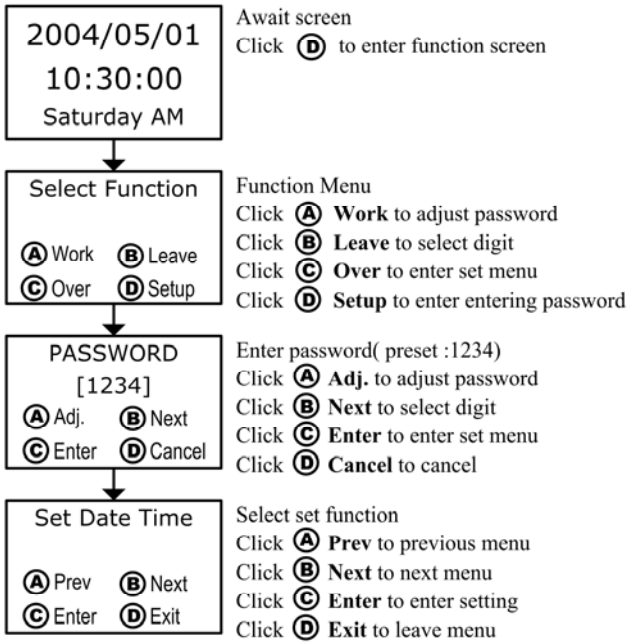 2004/05/01
10:30:00
Saturday AM
Await screen
Click D to enter function screen
Select Function
A Work B Leave
C Over D Setup
Function Menu
Click A Work to adjust password
Click B Leave to select digit
Click C Over to enter set menu
Click D Setup to enter entering password
PASSWORD
[1234]
A Adj. B Next
C Enter D Cancel
Enter password( preset :1234)
Click A Adj. to adjust password
Click B Next to select digit
Click C Enter to enter set menu
Click D Cancel to cancel
Set Date Time
A Prev B Next
C Enter D Exit
Select set function
Click A Prev to previous menu
Click B Next to next menu
Click C Enter to enter setting
Click D Exit to leave menu